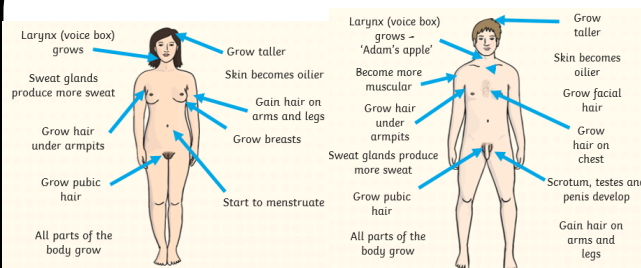 Larynx (voice box)
grows
Grow taller
Sweat glands
produce more sweat
Skin becomes oilier
Gain hair on
arms and legs
Grow hair
under armpits
Grow breasts
Grow pubic
hair
Start to menstruate
All parts of the
body grow
Larynx (voice box)
grows –
‘Adam’s apple’
Grow
taller
Become more
muscular
Skin becomes
oilier
Grow hair
under
armpits
Grow facial
hair
Grow
hair on
chest
Sweat glands produce
more sweat
Scrotum, testes and
penis develop
Grow pubic
hair
All parts of the
body grow
Gain hair on
arms and
legs